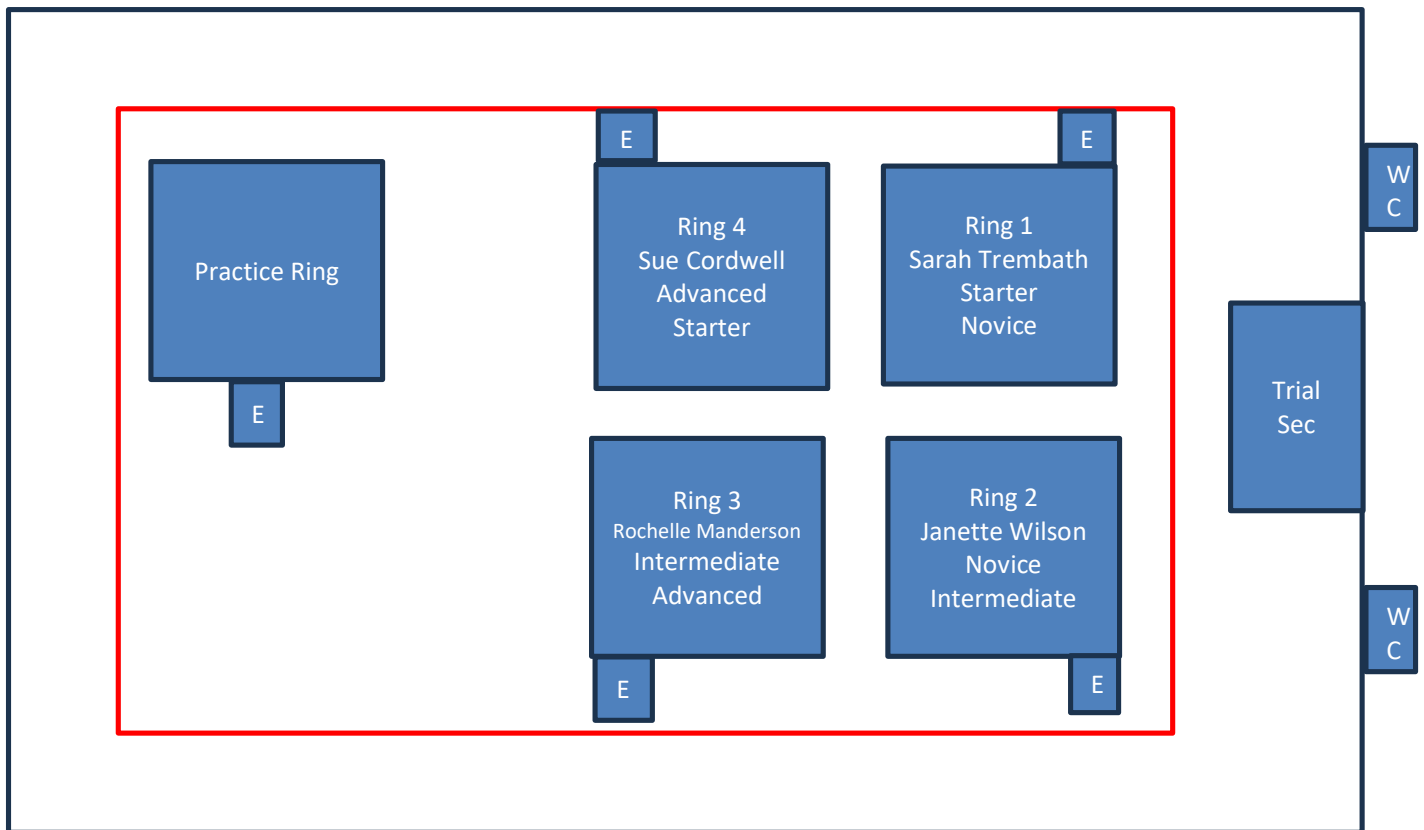 E
E
W
C
Practice Ring
Ring 4
Sue Cordwell
Advanced
Starter
Ring 1
Sarah Trembath
Starter
Novice
E
Trial
Sec
Ring 3
Rochelle Manderson
Intermediate
Advanced
Ring 2
Janette Wilson
Novice
Intermediate
W
C
E
E